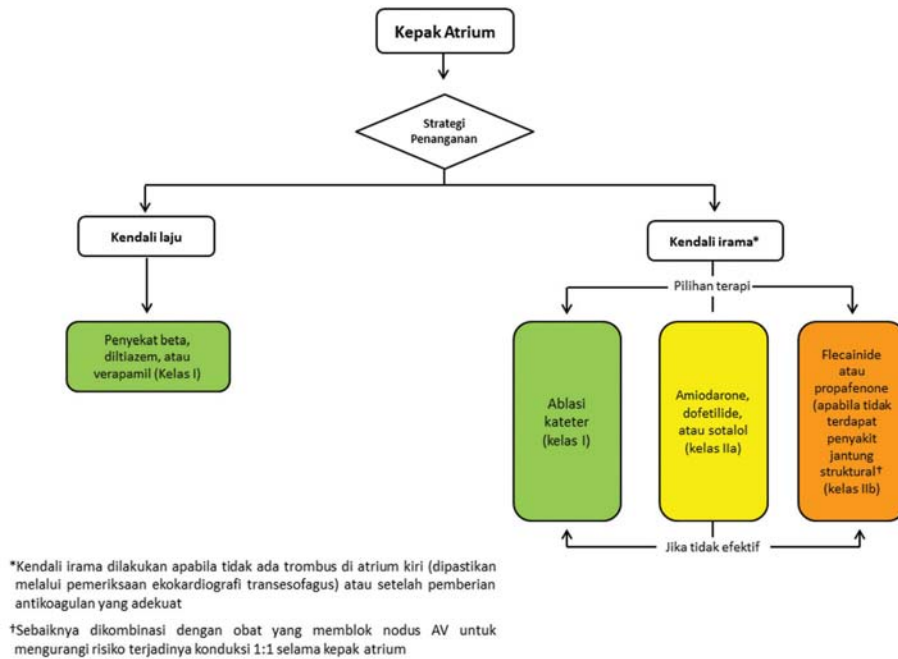 Kepak Atrium
Strategi
Penanganan
Kendali laju
Kendali irama*
Pilihan terapi
Penyekat beta,
diltiazem, atau
verapamil (Kelas I)
Ablasi
kateter
(kelas I)
Amiodarone,
dofetilide,
atau sotalol
(kelas IIa)
Flecainide
atau
propafenone
(apabila tidak
terdapat
penyakit
jantung
struktural†
(kelas IIb)
Jika tidak efektif
*Kendali irama dilakukan apabila tidak ada trombus di atrium kiri (dipastikan
melalui pemeriksaan ekokardiografi transesofagus) atau setelah pemberian
antikoagulan yang adekuat
†Sebaiknya dikombinasi dengan obat yang memblok nodus AV untuk
mengurangi risiko terjadinya konduksi 1:1 selama kepak atrium